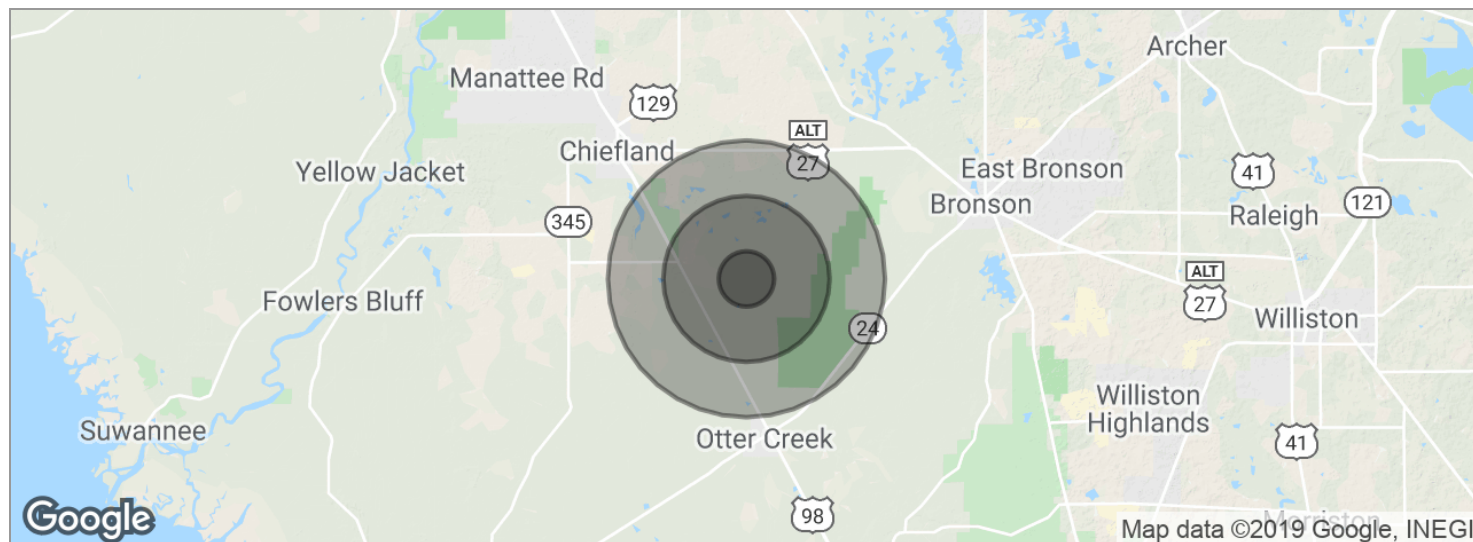 Archer
Manattee Rd
129
ALT
27
Chiefland
Yellow Jacket
East Bronson
41
Bronson
121
345
Raleigh
ALT
27
Fowlers Bluff
Williston
24
Williston
Highlands
Suwannee
Otter Creek
41
98
Google
Morriston
Map data ©2019 Google, INEGI